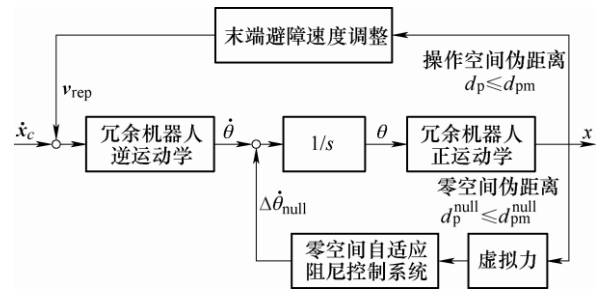 末端避障速度调整
操作空间伪距离
d_p≤d_pm
v_rep
ẋ_c
冗余机器人
逆运动学
θ̇
1/s
θ
冗余机器人
正运动学
x
零空间伪距离
d_p^null≤d_pm^null
Δθ̇_null
零空间自适应
阻尼控制系统
虚拟力